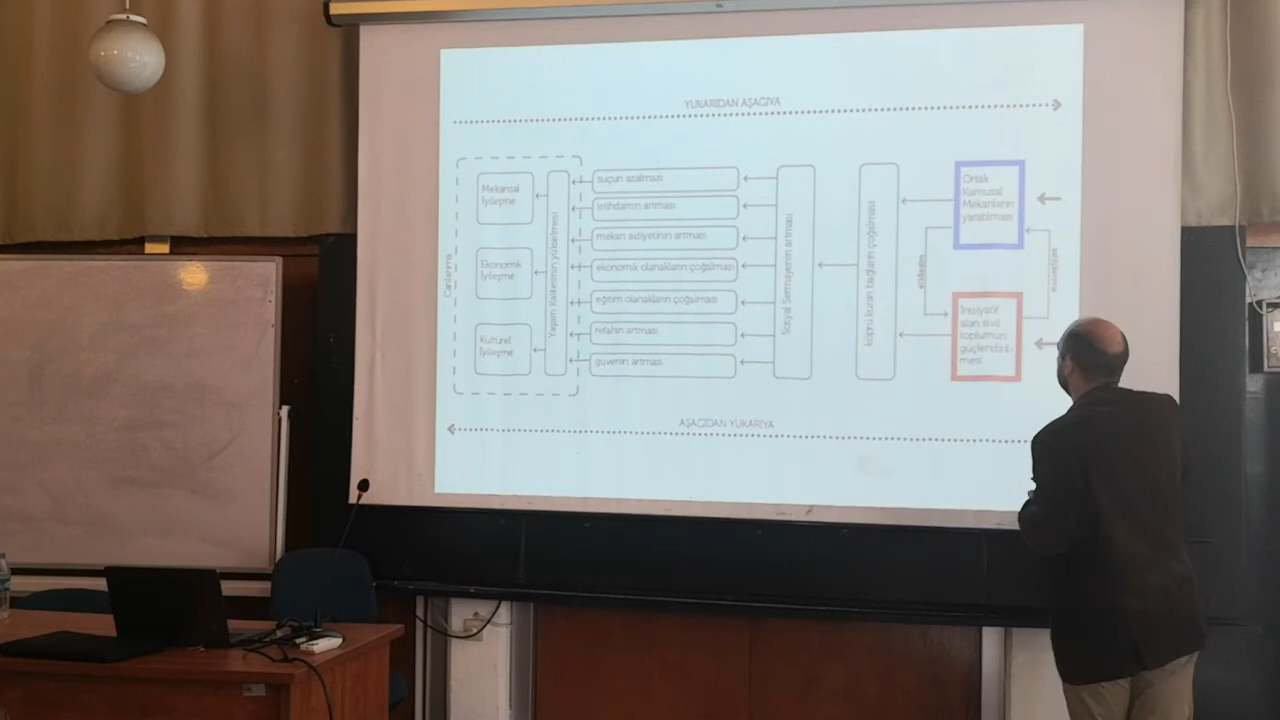 YUKARIDAN AŞAĞIYA
Canlanma
Mekansal
İyileşme
Ekonomik
İyileşme
Kültürel
İyileşme
Yaşam Kalitesinin yükselmesi
suçun azalması
istihdamın artması
mekan aidiyetinin artması
ekonomik olanakların çoğalması
eğitim olanakların çoğalması
refahın artması
güvenin artması
Sosyal Sermayenin artması
köprü kuran bağların çoğalması
Ortak
Kamusal
Mekanların
yaratılması
İnisiyatif
alan sivil
toplumun
güçlendiril-
mesi
AŞAĞIDAN YUKARIYA